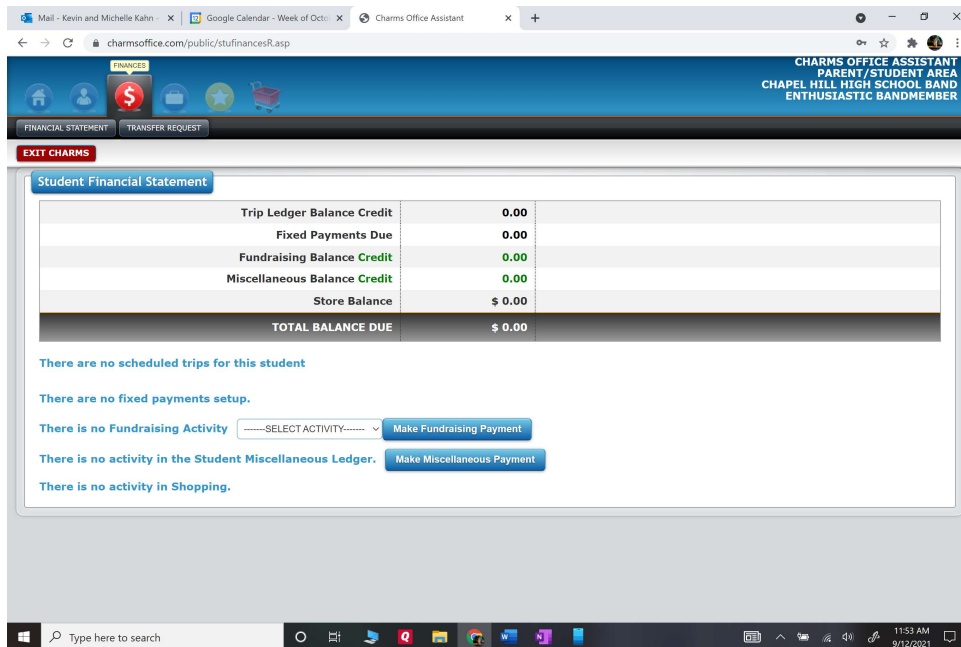 Mail - Kevin and Michelle Kahn -
Google Calendar - Week of Octo
Charms Office Assistant
charmsoffice.com/public/stufinancesR.asp
FINANCES
CHARMS OFFICE ASSISTANT
PARENT/STUDENT AREA
CHAPEL HILL HIGH SCHOOL BAND
ENTHUSIASTIC BANDMEMBER
FINANCIAL STATEMENT TRANSFER REQUEST
EXIT CHARMS
Student Financial Statement
Trip Ledger Balance Credit 0.00
Fixed Payments Due 0.00
Fundraising Balance Credit 0.00
Miscellaneous Balance Credit 0.00
Store Balance $ 0.00
TOTAL BALANCE DUE $ 0.00
There are no scheduled trips for this student
There are no fixed payments setup.
There is no Fundraising Activity -------SELECT ACTIVITY------- Make Fundraising Payment
There is no activity in the Student Miscellaneous Ledger. Make Miscellaneous Payment
There is no activity in Shopping.
Type here to search
11:53 AM
9/12/2021